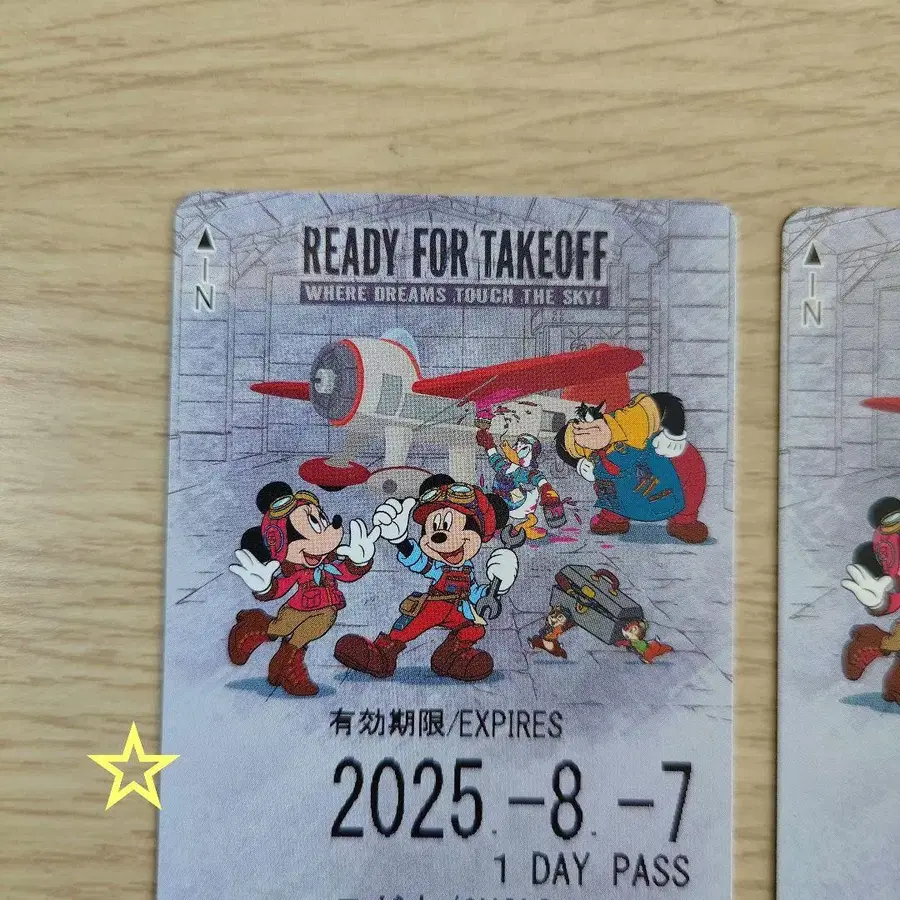 READY FOR TAKEOFF
WHERE DREAMS TOUCH THE SKY!
IN
IN
有効期限/EXPIRES
2025.-8.-7
1 DAY PASS